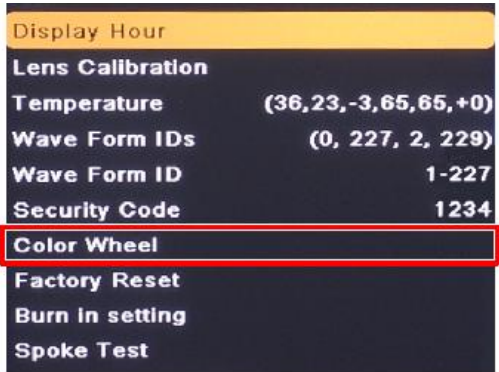 Display Hour
Lens Calibration
Temperature (36,23,-3,65,65,+0)
Wave Form IDs (0, 227, 2, 229)
Wave Form ID 1-227
Security Code 1234
Color Wheel
Factory Reset
Burn in setting
Spoke Test